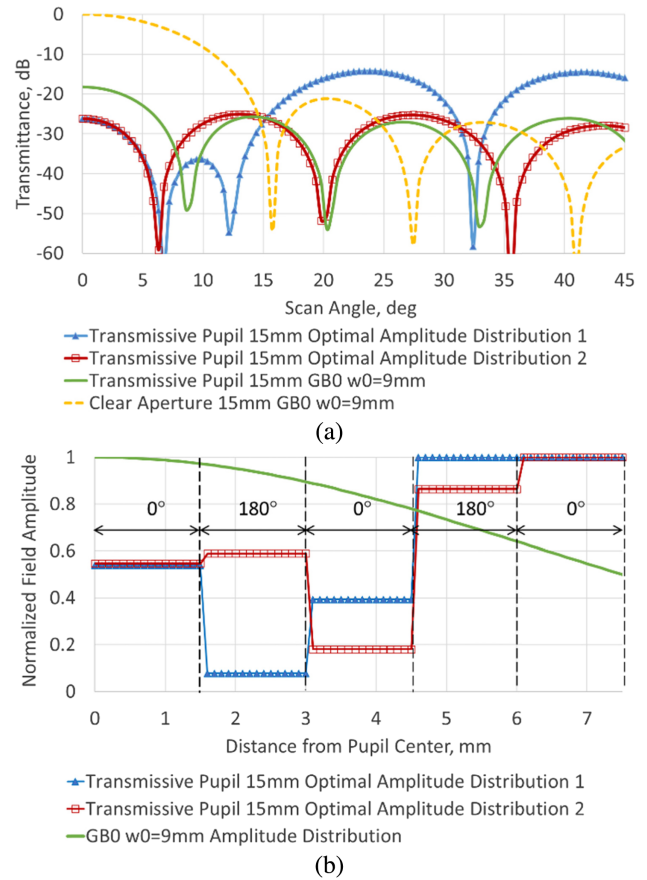 0
-10
-20
-30
-40
-50
-60
Transmittance, dB
0 5 10 15 20 25 30 35 40 45
Scan Angle, deg
Transmissive Pupil 15mm Optimal Amplitude Distribution 1
Transmissive Pupil 15mm Optimal Amplitude Distribution 2
Transmissive Pupil 15mm GB0 w0=9mm
Clear Aperture 15mm GB0 w0=9mm
(a)
1
0.8
0.6
0.4
0.2
0
Normalized Field Amplitude
0° 180° 0° 180° 0°
0 1 2 3 4 5 6 7
Distance from Pupil Center, mm
Transmissive Pupil 15mm Optimal Amplitude Distribution 1
Transmissive Pupil 15mm Optimal Amplitude Distribution 2
GB0 w0=9mm Amplitude Distribution
(b)